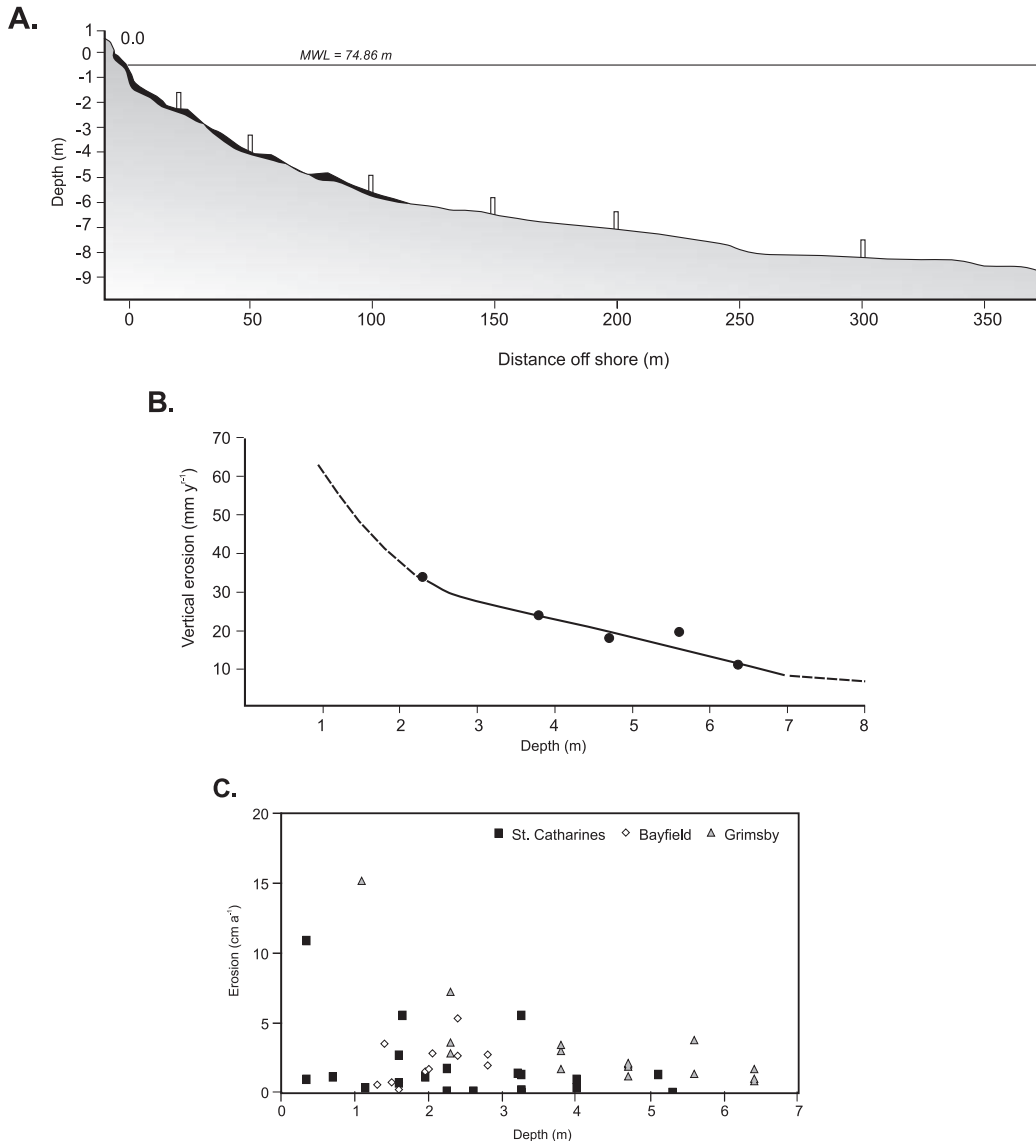 A.
1
0
-1
-2
-3
-4
-5
-6
-7
-8
-9
Depth (m)
0.0
MWL = 74.86 m
0 50 100 150 200 250 300 350
Distance off shore (m)
B.
70
60
50
40
30
20
10
Vertical erosion (mm y⁻¹)
1 2 3 4 5 6 7 8
Depth (m)
C.
20
15
10
5
0
Erosion (cm a⁻¹)
St. Catharines Bayfield Grimsby
0 1 2 3 4 5 6 7
Depth (m)